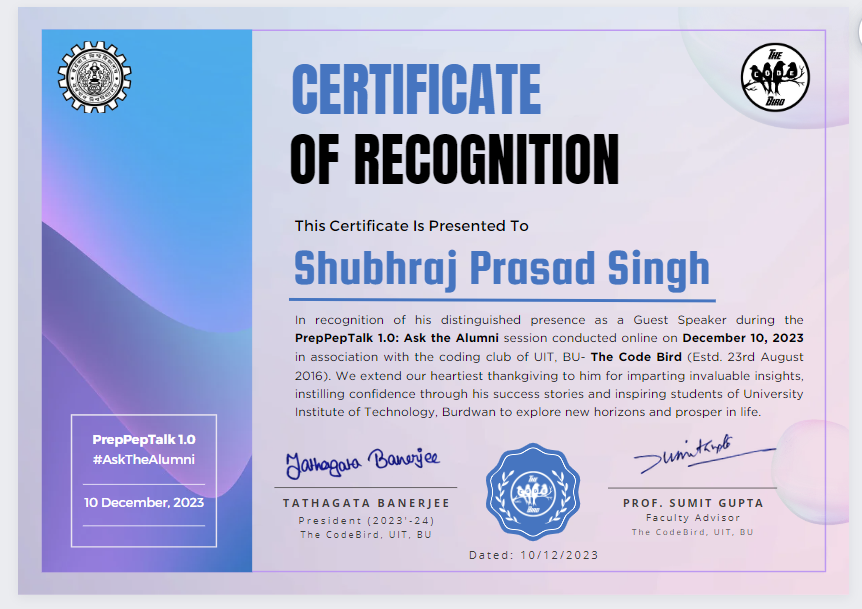 THE
CODE
BIRD
CERTIFICATE
OF RECOGNITION
This Certificate Is Presented To
Shubhraj Prasad Singh
In recognition of his distinguished presence as a Guest Speaker during the
PrepPepTalk 1.0: Ask the Alumni session conducted online on December 10, 2023
in association with the coding club of UIT, BU- The Code Bird (Estd. 23rd August
2016). We extend our heartiest thankgiving to him for imparting invaluable insights,
instilling confidence through his success stories and inspiring students of University
Institute of Technology, Burdwan to explore new horizons and prosper in life.
PrepPepTalk 1.0
#AskTheAlumni
10 December, 2023
Tathagata Banerjee
TATHAGATA BANERJEE
President (2023'-24)
The CodeBird, UIT, BU
THE
BIRD
Sumit Gupta
PROF. SUMIT GUPTA
Faculty Advisor
The CodeBird, UIT, BU
Dated: 10/12/2023